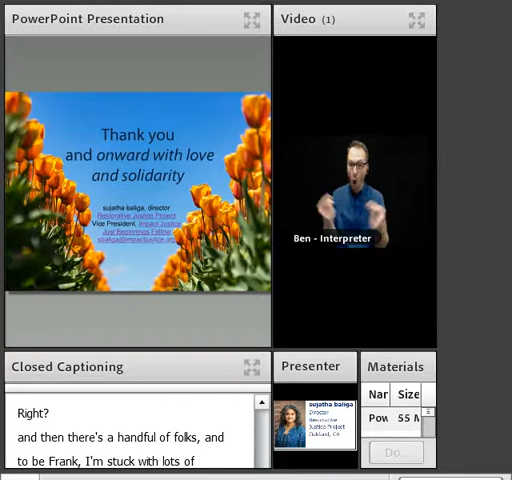 PowerPoint Presentation
Video (1)
Thank you
and onward with love
and solidarity
sujatha baliga, director
Restorative Justice Project
Vice President, Impact Justice
Just Beginnings Fellow
sbaliga@impactjustice.org
Ben - Interpreter
Closed Captioning
Right?
and then there's a handful of folks, and
to be Frank, I'm stuck with lots of
Presenter
sujatha baliga
Director
Restorative
Justice Project
Oakland, CA
Materials
Nar Size
Pow 55 M
Do...